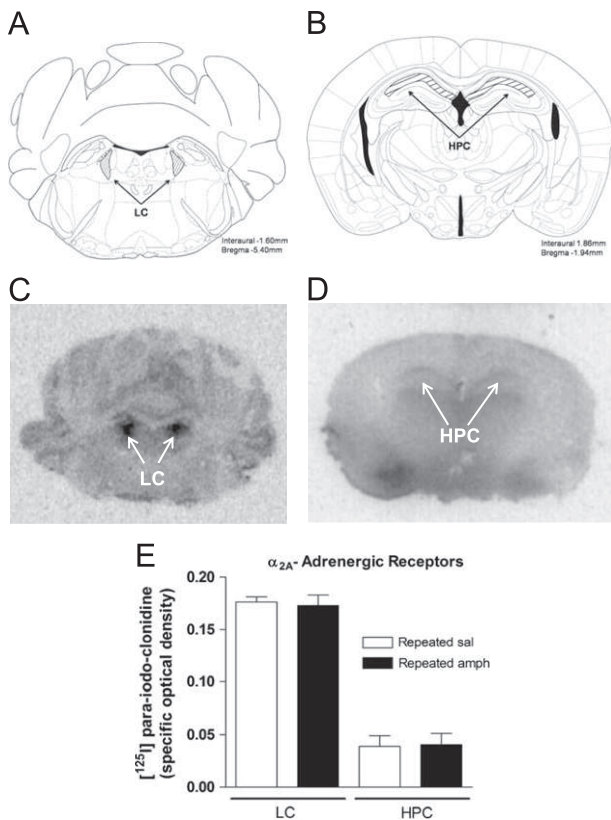 A
B
LC
Interaural -1.60mm
Bregma -5.40mm
HPC
Interaural 1.86mm
Bregma -1.94mm
C
D
LC
HPC
E
α2A- Adrenergic Receptors
[125I] para-iodo-clonidine
(specific optical density)
0.20
0.15
0.10
0.05
0.00
Repeated sal
Repeated amph
LC
HPC